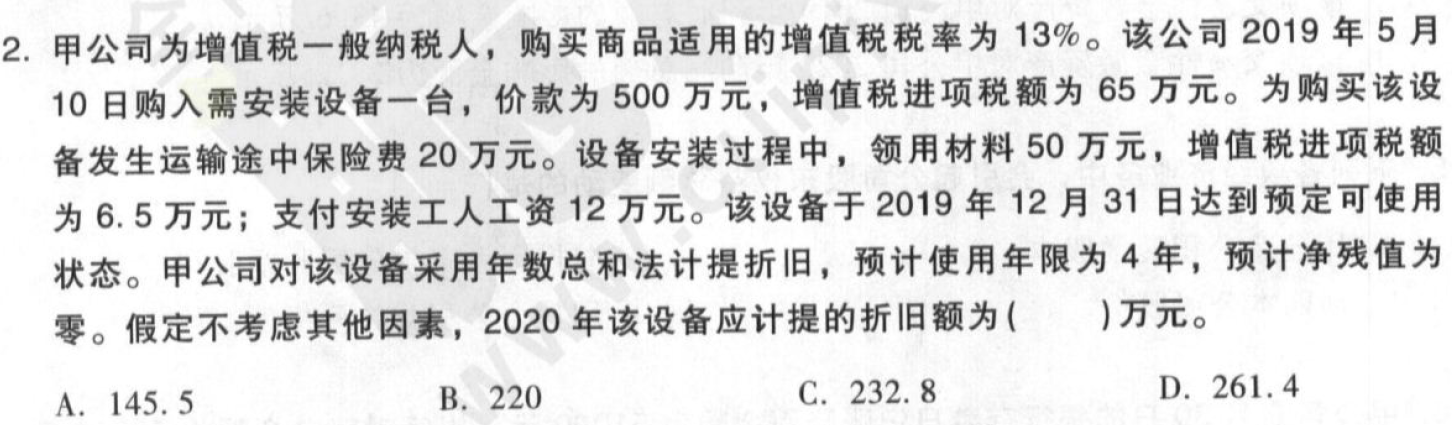 2. 甲公司为增值税一般纳税人，购买商品适用的增值税税率为 13%。该公司 2019 年 5 月
10 日购入需安装设备一台，价款为 500 万元，增值税进项税额为 65 万元。为购买该设
备发生运输途中保险费 20 万元。设备安装过程中，领用材料 50 万元，增值税进项税额
为 6.5 万元；支付安装工人工资 12 万元。该设备于 2019 年 12 月 31 日达到预定可使用
状态。甲公司对该设备采用年数总和法计提折旧，预计使用年限为 4 年，预计净残值为
零。假定不考虑其他因素，2020 年该设备应计提的折旧额为(　　)万元。
A. 145.5　　B. 220　　C. 232.8　　D. 261.4